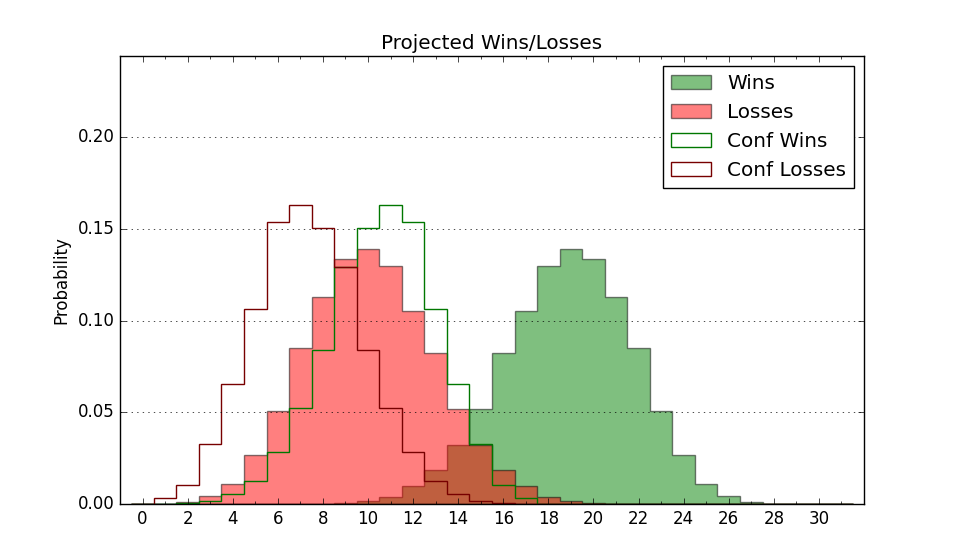 Projected Wins/Losses
Wins
Losses
Conf Wins
Conf Losses
Probability
0.20
0.15
0.10
0.05
0.00
0 2 4 6 8 10 12 14 16 18 20 22 24 26 28 30